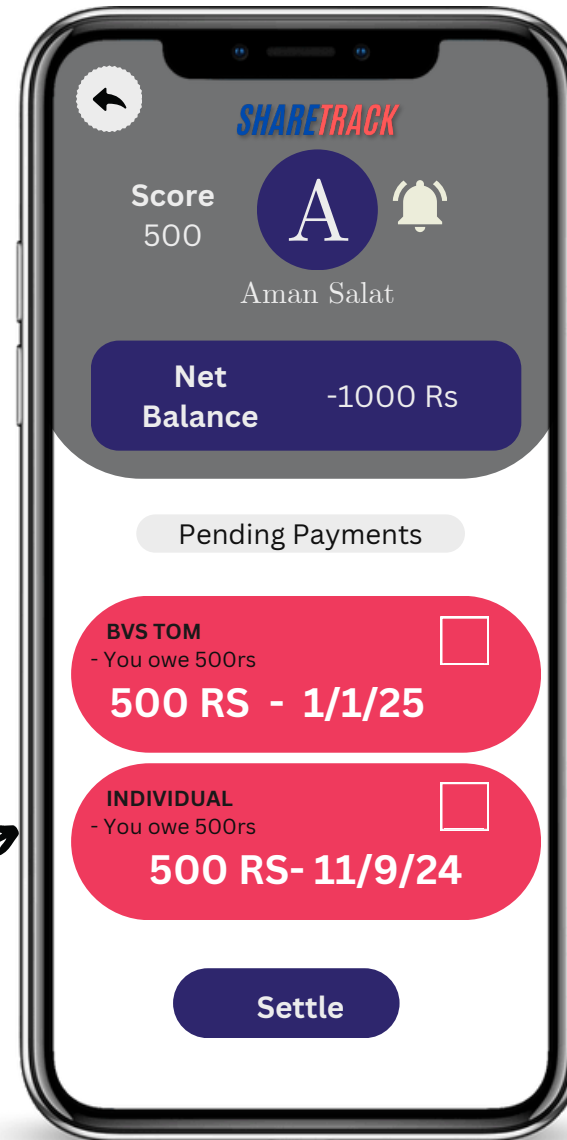 SHARETRACK
Score
500
A
Aman Salat
Net
Balance
-1000 Rs
Pending Payments
BVS TOM
- You owe 500rs
500 RS - 1/1/25
INDIVIDUAL
- You owe 500rs
500 RS- 11/9/24
Settle